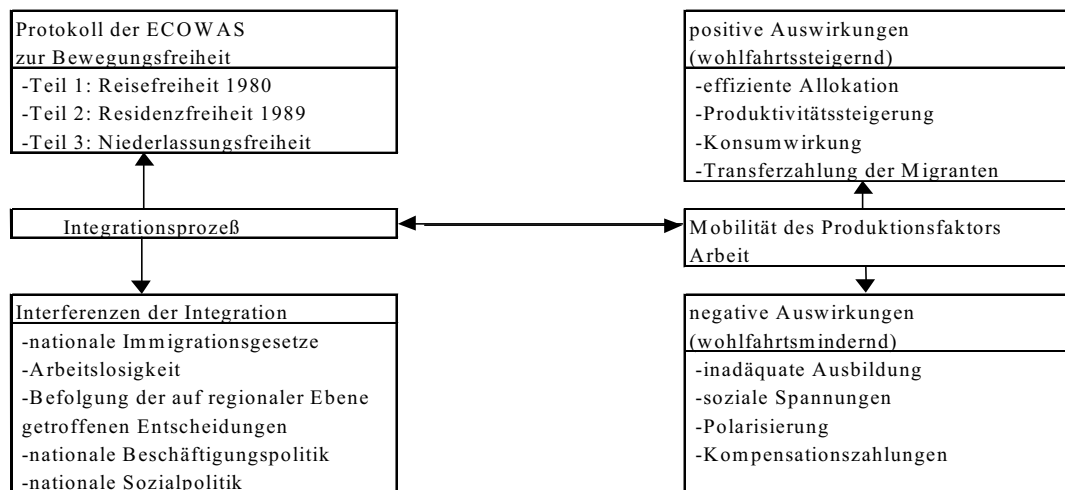 Protokoll der ECOWAS
zur Bewegungsfreiheit
-Teil 1: Reisefreiheit 1980
-Teil 2: Residenzfreiheit 1989
-Teil 3: Niederlassungsfreiheit
Integrationsprozeß
Interferenzen der Integration
-nationale Immigrationsgesetze
-Arbeitslosigkeit
-Befolgung der auf regionaler Ebene
getroffenen Entscheidungen
-nationale Beschäftigungspolitik
-nationale Sozialpolitik
positive Auswirkungen
(wohlfahrtssteigernd)
-effiziente Allokation
-Produktivitätssteigerung
-Konsumwirkung
-Transferzahlung der Migranten
Mobilität des Produktionsfaktors
Arbeit
negative Auswirkungen
(wohlfahrtsmindernd)
-inadäquate Ausbildung
-soziale Spannungen
-Polarisierung
-Kompensationszahlungen